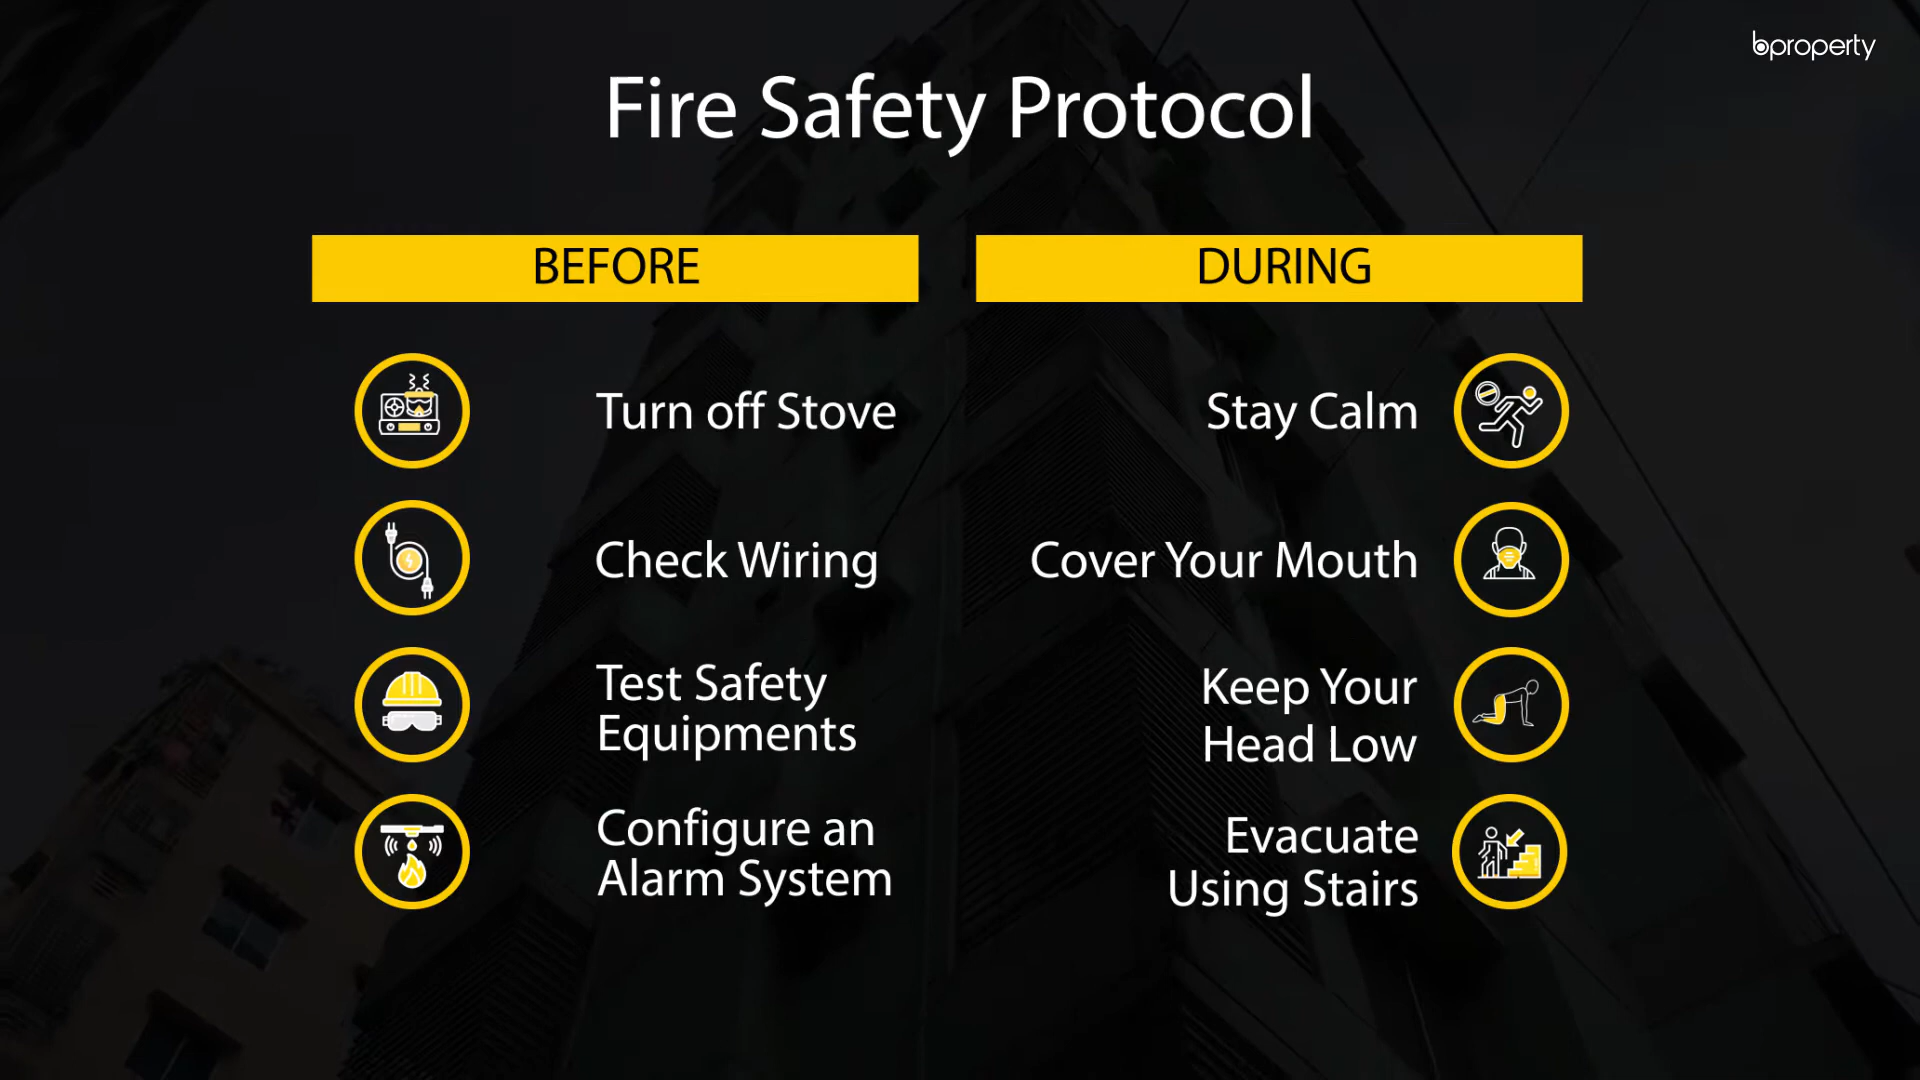 bproperty
Fire Safety Protocol
BEFORE
Turn off Stove
Check Wiring
Test Safety
Equipments
Configure an
Alarm System
DURING
Stay Calm
Cover Your Mouth
Keep Your
Head Low
Evacuate
Using Stairs